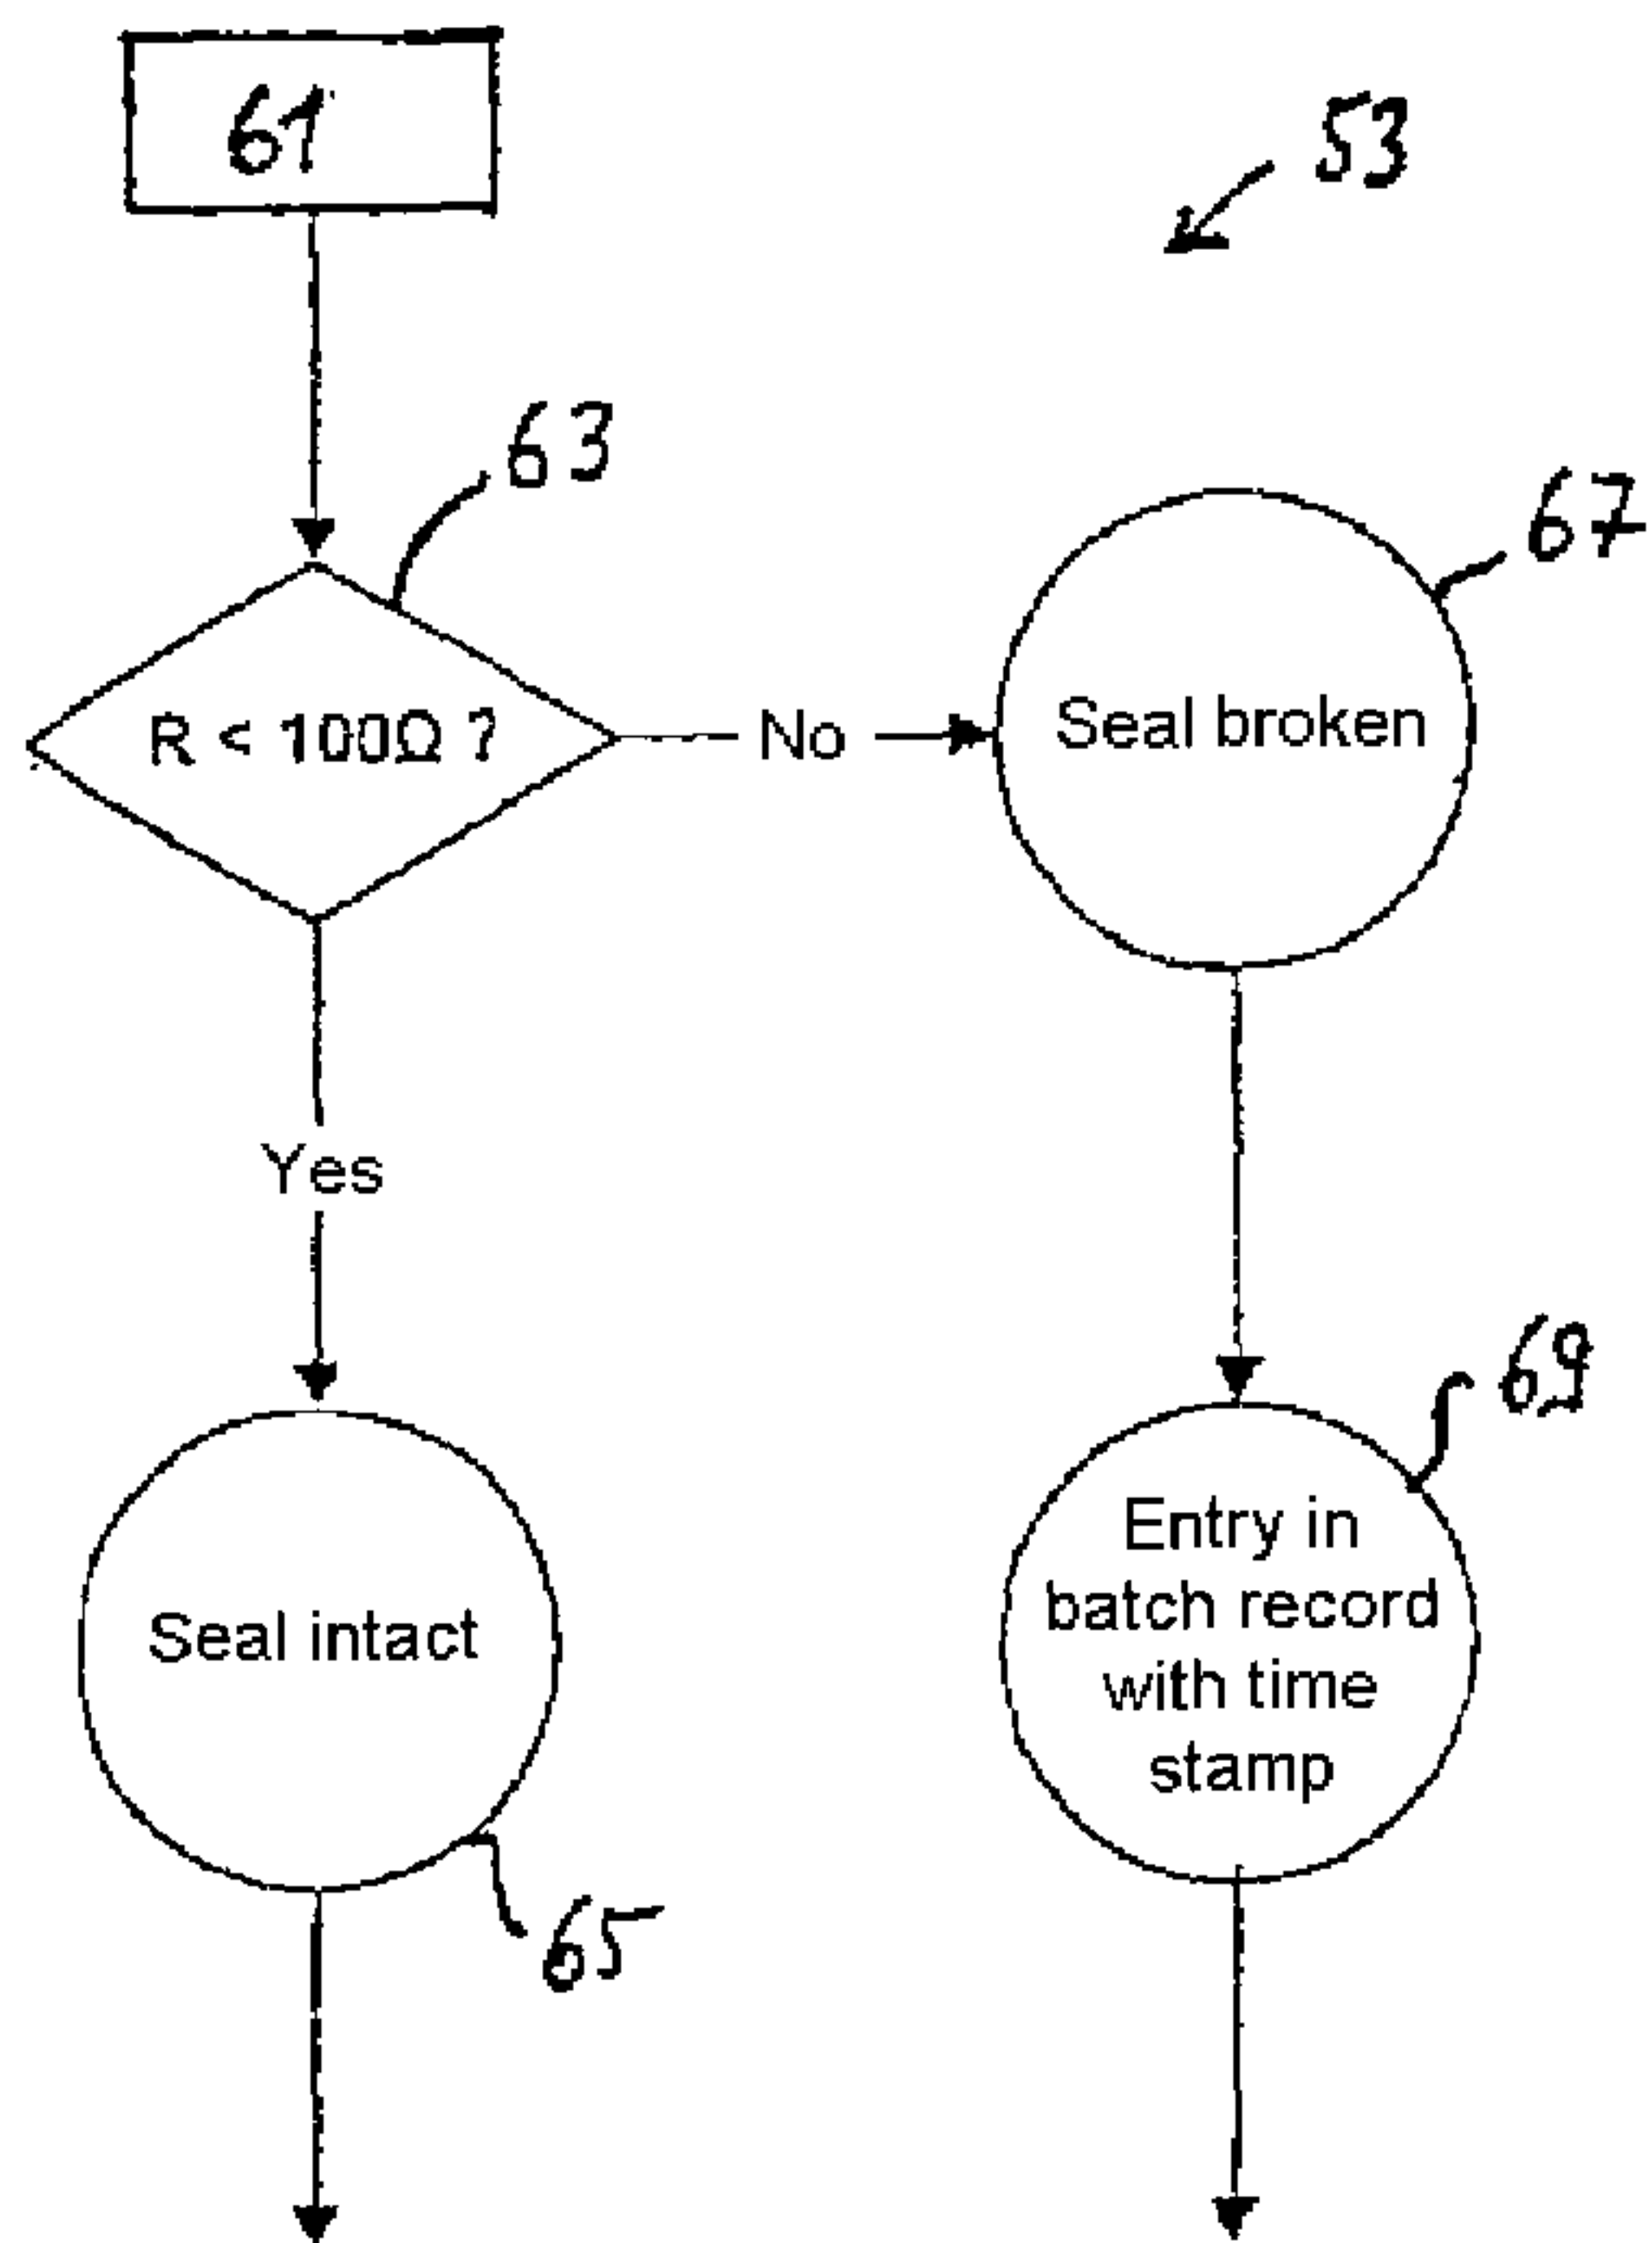 61
53
63
67
R < 100Ω ?
No
Seal broken
Yes
69
Entry in
batch record
with time
stamp
Seal intact
65